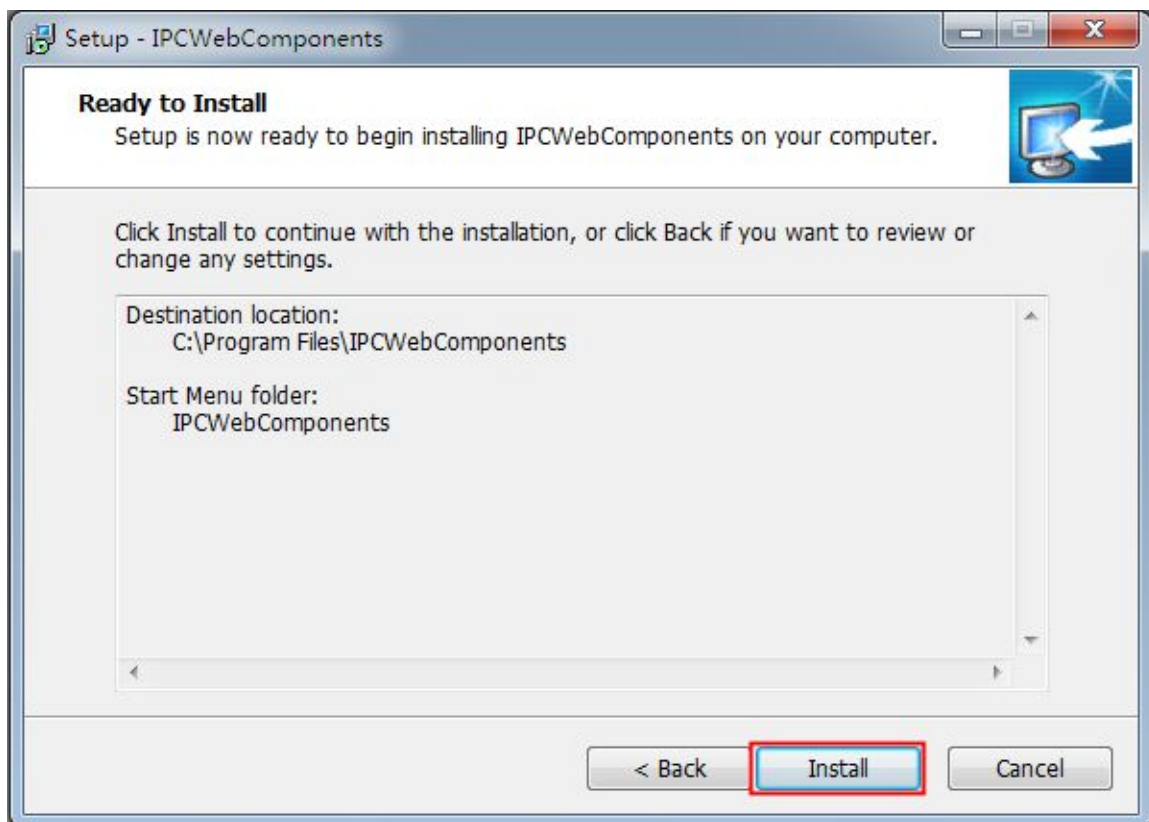 Setup - IPCWebComponents
Ready to Install
Setup is now ready to begin installing IPCWebComponents on your computer.
Click Install to continue with the installation, or click Back if you want to review or
change any settings.
Destination location:
C:\Program Files\IPCWebComponents
Start Menu folder:
IPCWebComponents
< Back
Install
Cancel